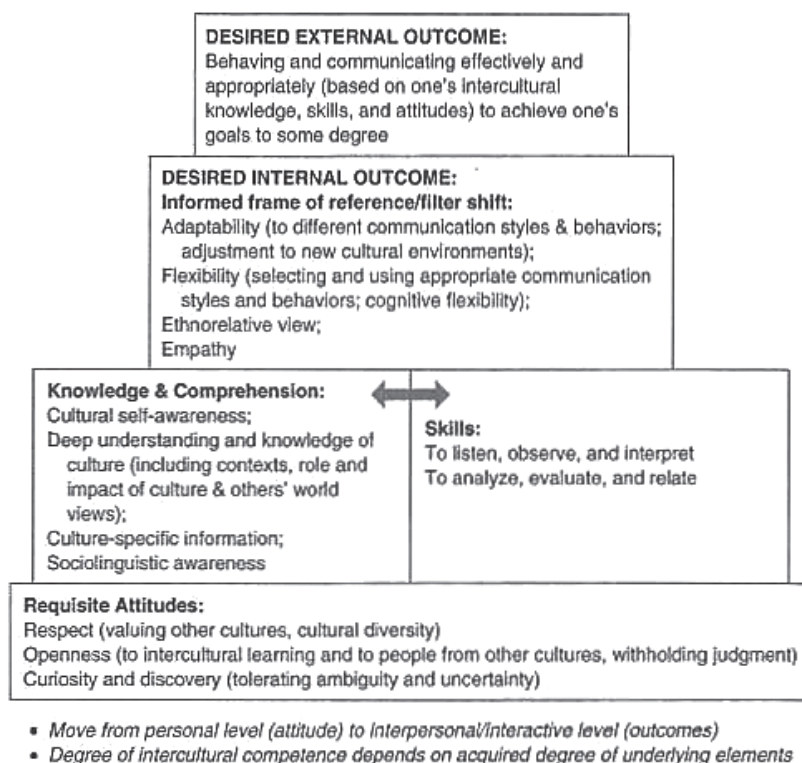 DESIRED EXTERNAL OUTCOME:
Behaving and communicating effectively and
appropriately (based on one's intercultural
knowledge, skills, and attitudes) to achieve one's
goals to some degree
DESIRED INTERNAL OUTCOME:
Informed frame of reference/filter shift:
Adaptability (to different communication styles & behaviors;
adjustment to new cultural environments);
Flexibility (selecting and using appropriate communication
styles and behaviors; cognitive flexibility);
Ethnorelative view;
Empathy
Knowledge & Comprehension:
Cultural self-awareness;
Deep understanding and knowledge of
culture (including contexts, role and
impact of culture & others' world
views);
Culture-specific information;
Sociolinguistic awareness
Skills:
To listen, observe, and interpret
To analyze, evaluate, and relate
Requisite Attitudes:
Respect (valuing other cultures, cultural diversity)
Openness (to intercultural learning and to people from other cultures, withholding judgment)
Curiosity and discovery (tolerating ambiguity and uncertainty)
• Move from personal level (attitude) to interpersonal/interactive level (outcomes)
• Degree of intercultural competence depends on acquired degree of underlying elements